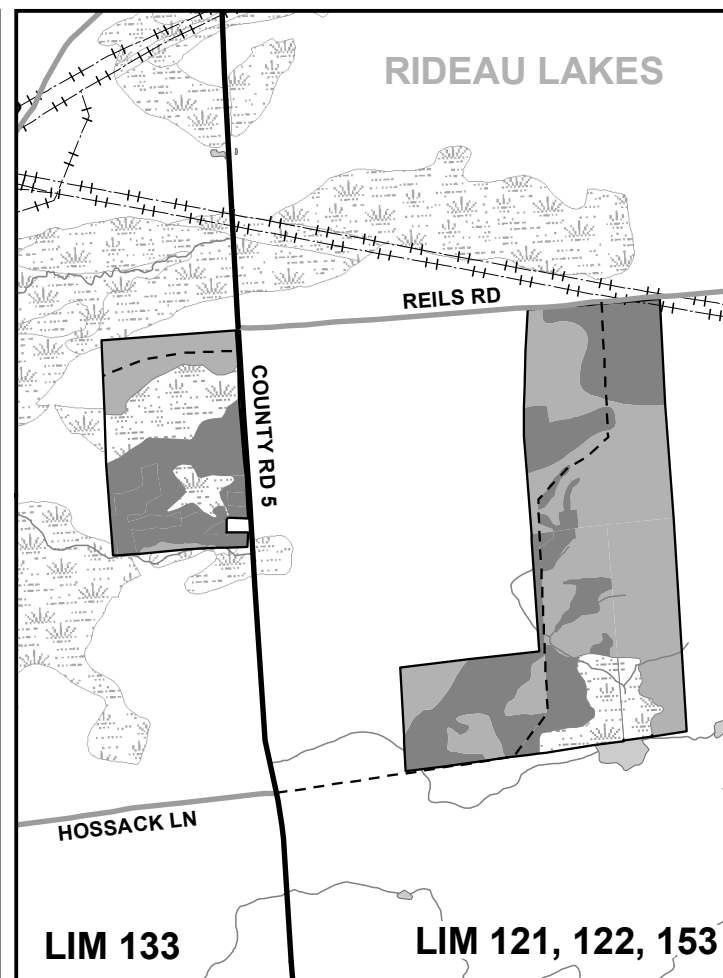 RIDEAU LAKES
REILS RD
COUNTY RD 5
HOSSACK LN
LIM 133
LIM 121, 122, 153